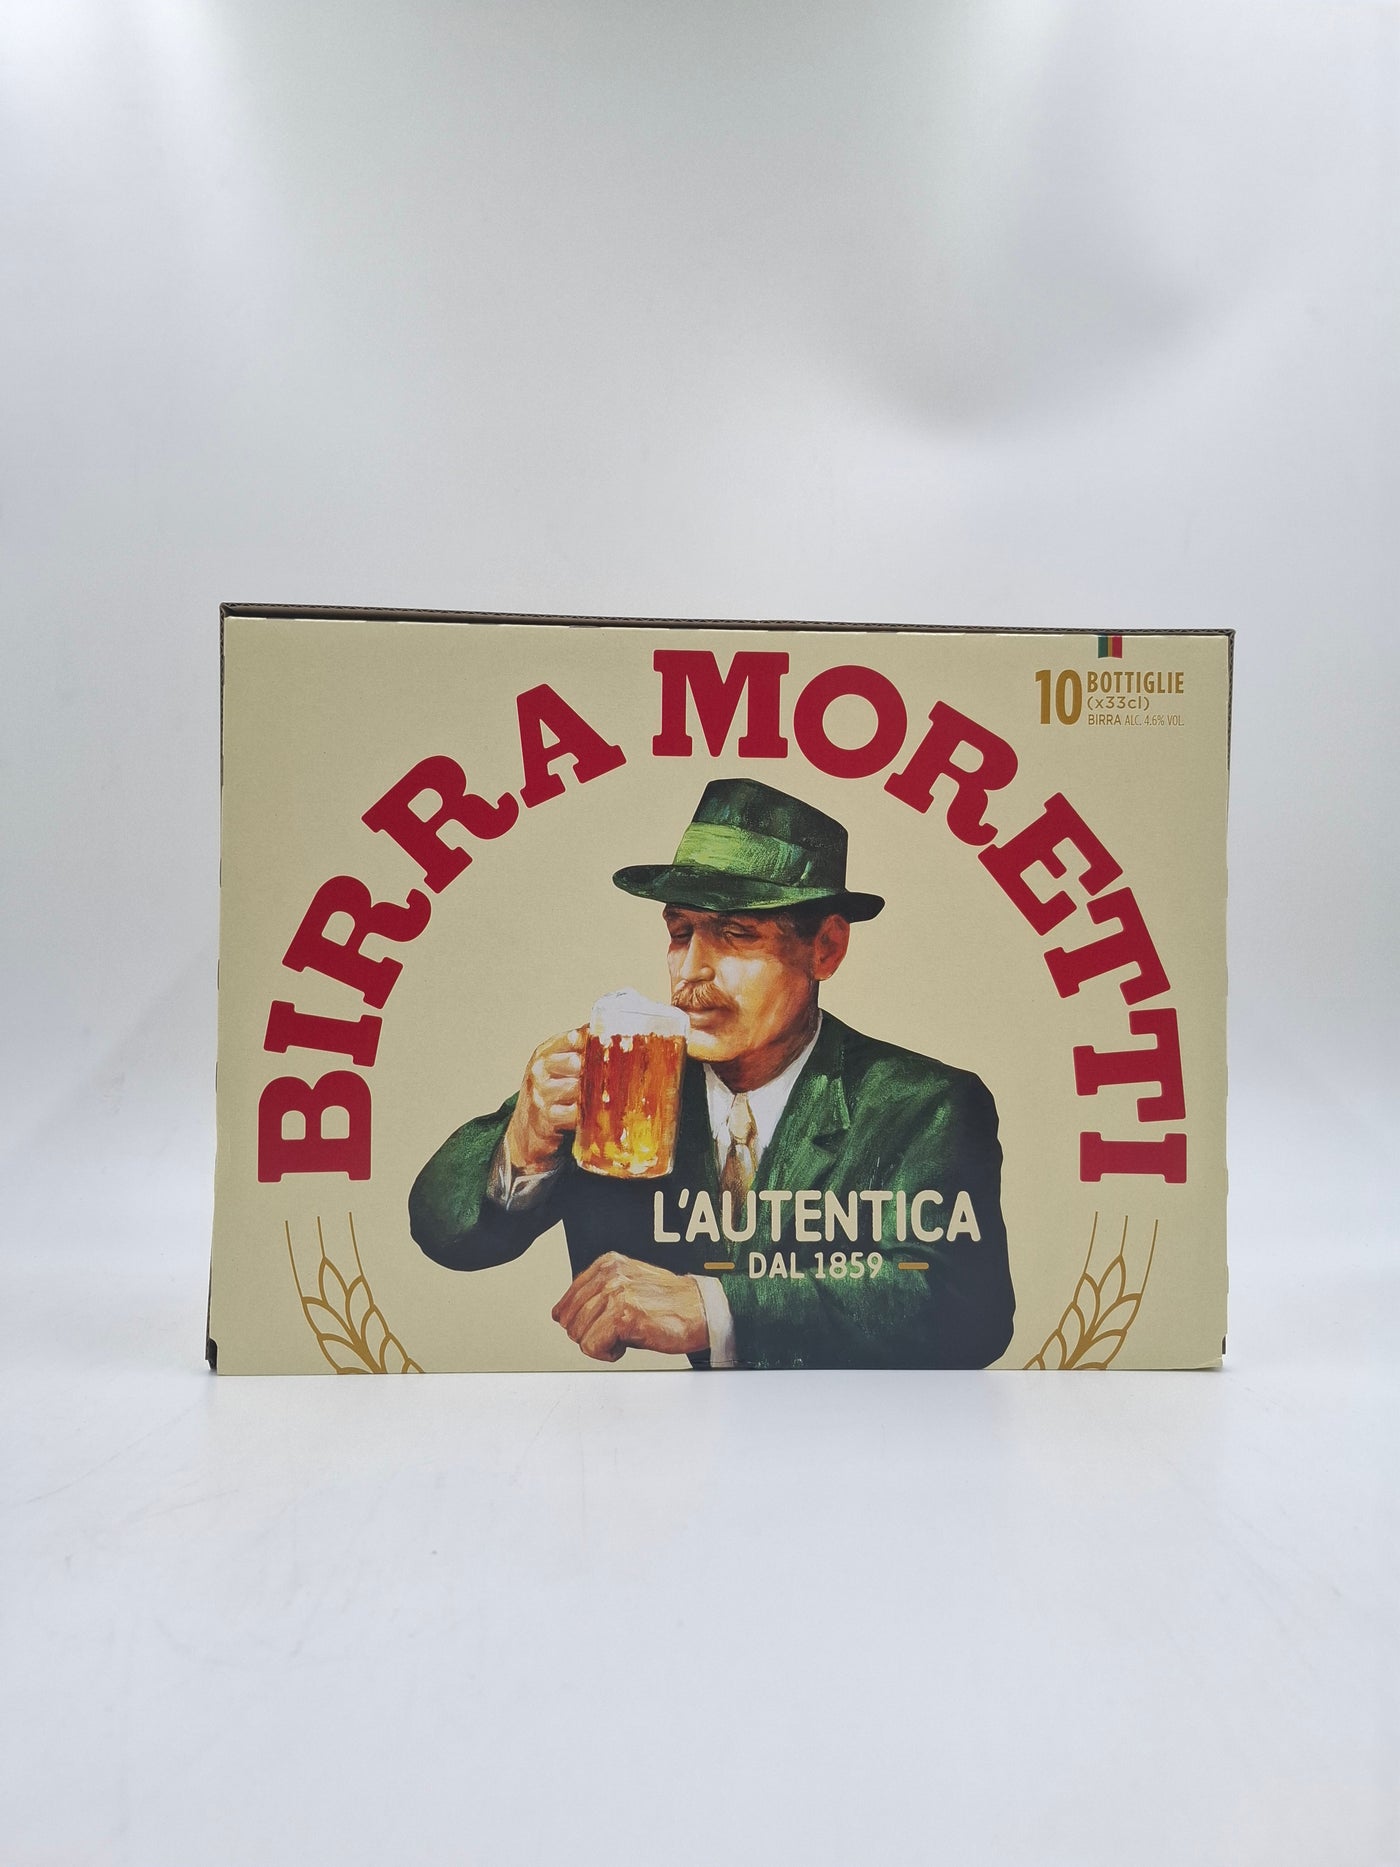 BIRRA MORETTI
10 BOTTIGLIE
(x33cl)
BIRRA ALC. 4.6% VOL.
L'AUTENTICA
DAL 1859